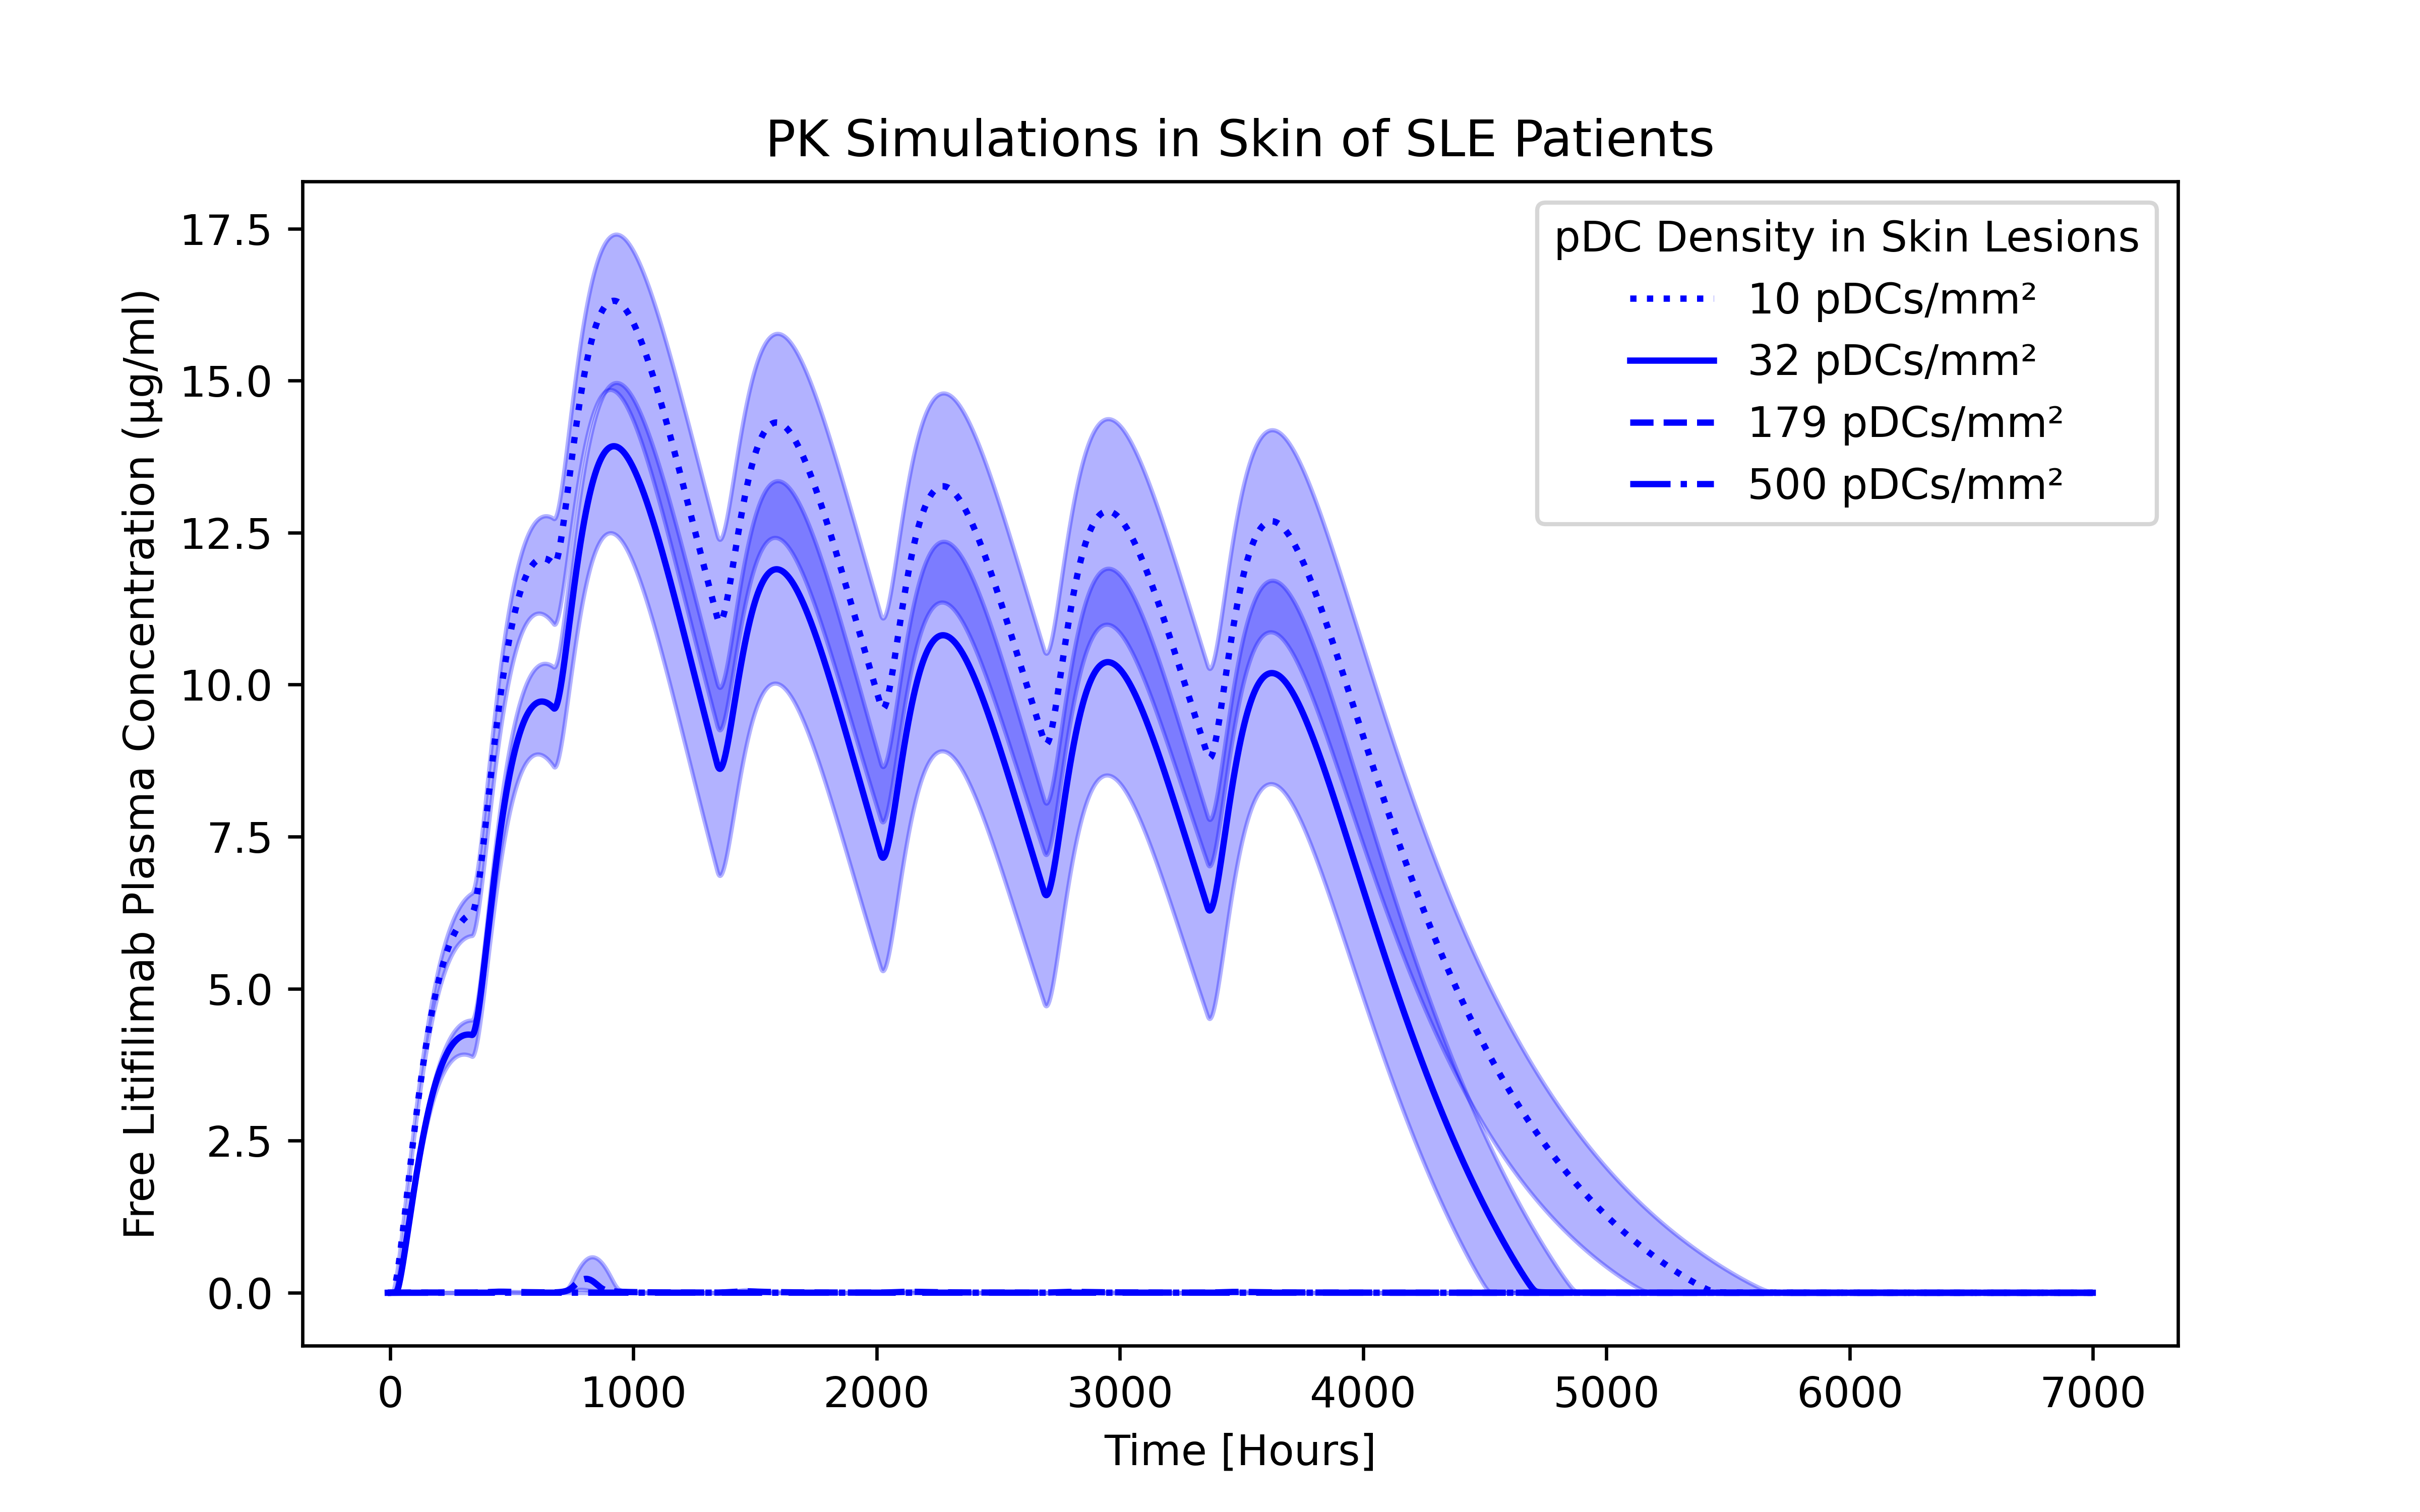 PK Simulations in Skin of SLE Patients
Free Litifilimab Plasma Concentration (µg/ml)
17.5
15.0
12.5
10.0
7.5
5.0
2.5
0.0
pDC Density in Skin Lesions
10 pDCs/mm²
32 pDCs/mm²
179 pDCs/mm²
500 pDCs/mm²
0 1000 2000 3000 4000 5000 6000 7000
Time [Hours]